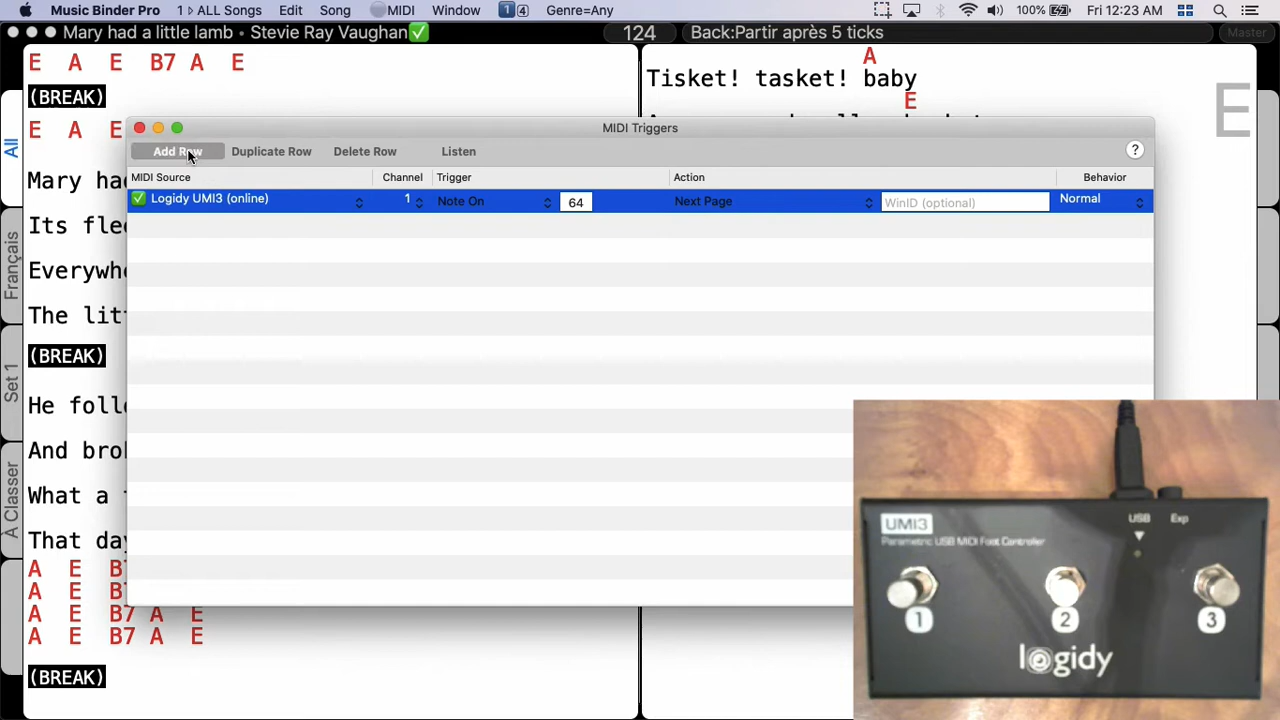 Music Binder Pro 1 › ALL Songs Edit Song MIDI Window 1 4 Genre=Any 100% Fri 12:23 AM
Mary had a little lamb • Stevie Ray Vaughan✅ 124 Back:Partir après 5 ticks Master
All
Français
Set 1
A Classer
E A E B7 A E
(BREAK)
E A E
Mary ha
Its fle
Everywh
The lit
(BREAK)
He foll
And bro
What a
That da
A E B
A E
A E B7 A E
A E B7 A E
(BREAK)
A
Tisket! tasket! baby
E
E
MIDI Triggers
Add Row Duplicate Row Delete Row Listen ?
MIDI Source Channel Trigger Action Behavior
✅ Logidy UMI3 (online) 1 Note On 64 Next Page WinID (optional) Normal
UMI3
Parametric USB MIDI Foot Controller
USB Exp
1 2 3
logidy